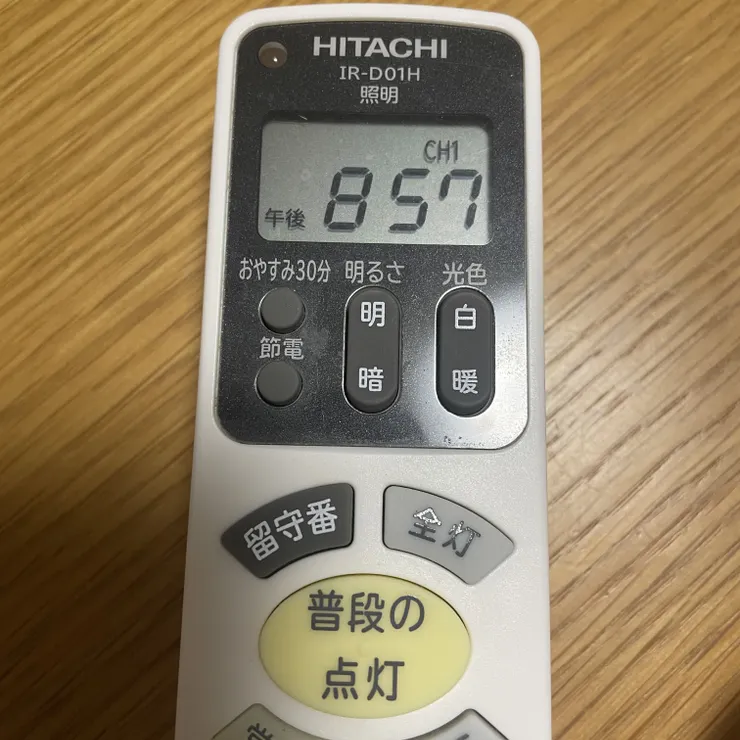 HITACHI
IR-D01H
照明
CH1
午後 857
おやすみ30分 明るさ 光色
明 白
節電
暗 暖
留守番 全灯
普段の
点灯